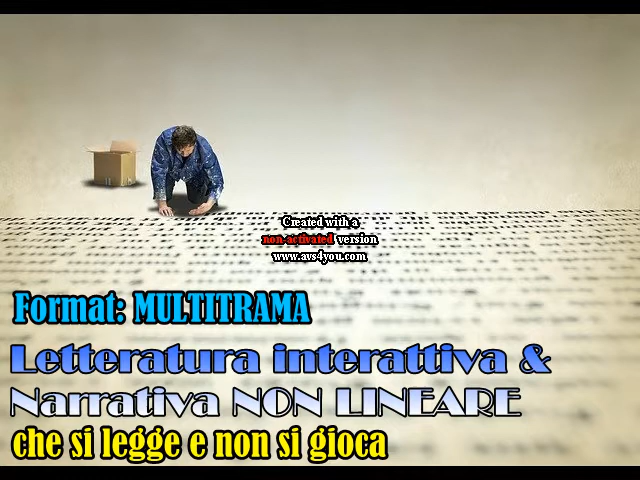 Created with a
non-activated version
www.avs4you.com
Format: MULTITRAMA
Letteratura interattiva &
Narrativa NON LINEARE
che si legge e non si gioca